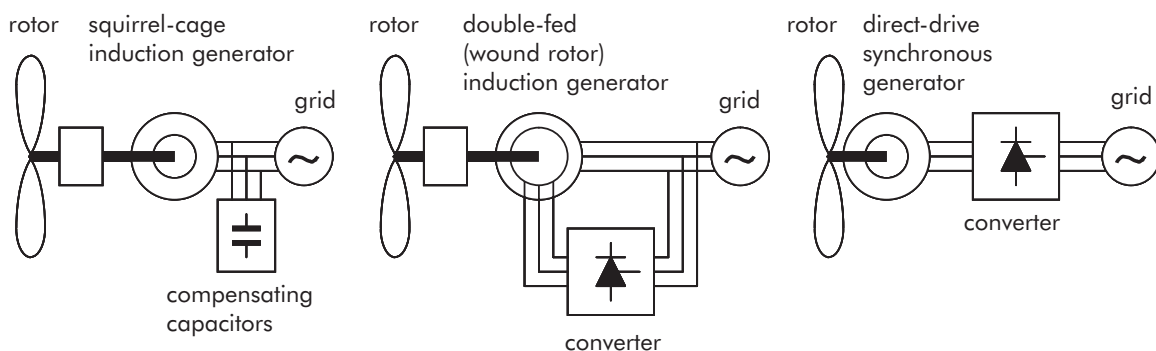 rotor
squirrel-cage
induction generator
grid
~
compensating
capacitors
rotor
double-fed
(wound rotor)
induction generator
grid
~
converter
rotor
direct-drive
synchronous
generator
grid
~
converter